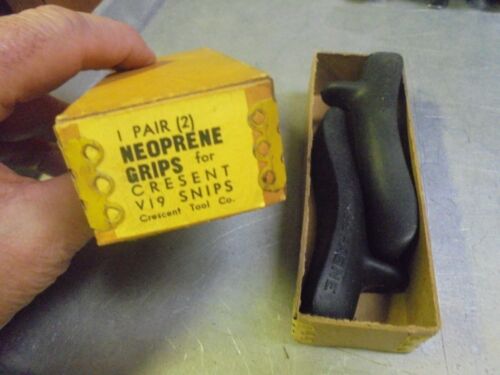 1 PAIR (2)
NEOPRENE
GRIPS for
CRESENT
V19 SNIPS
Crescent Tool Co.